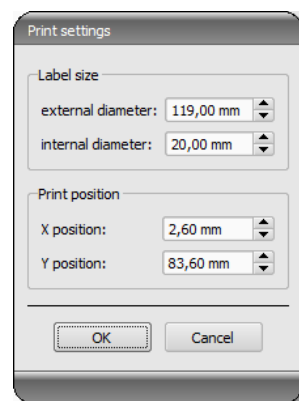 Print settings
Label size
external diameter: 119,00 mm
internal diameter: 20,00 mm
Print position
X position: 2,60 mm
Y position: 83,60 mm
OK Cancel